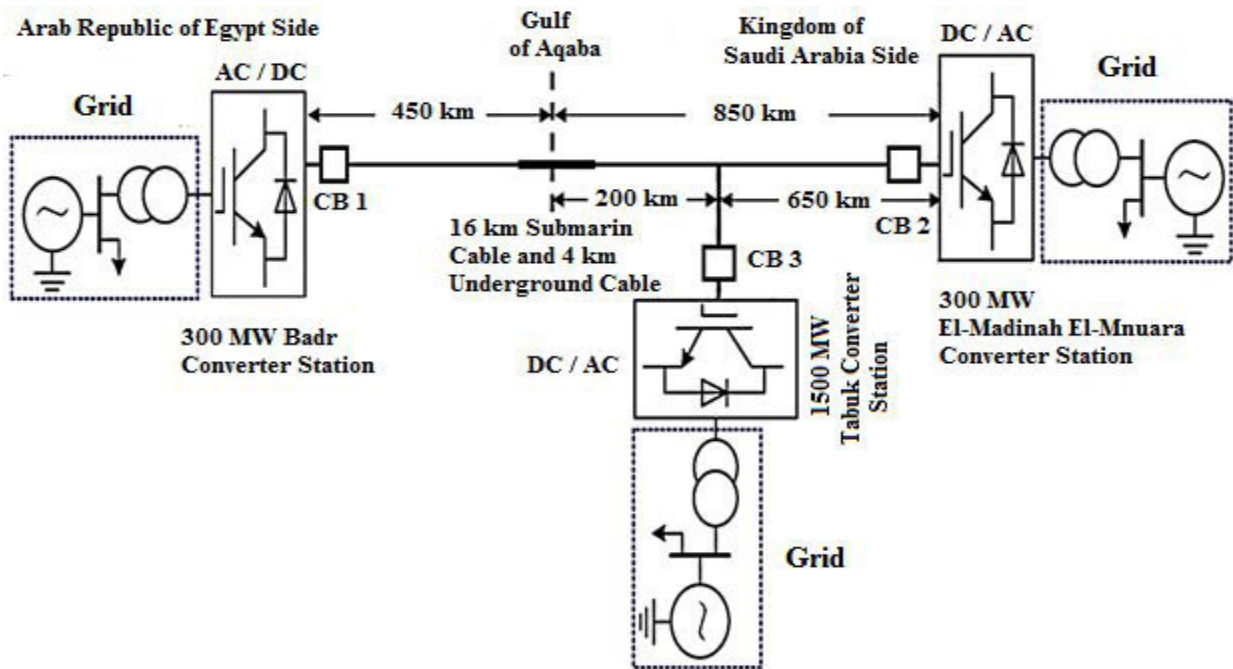 Arab Republic of Egypt Side
Gulf
of Aqaba
Kingdom of
Saudi Arabia Side
DC / AC
AC / DC
Grid
Grid
450 km
850 km
CB 1
200 km
650 km
CB 2
16 km Submarin
Cable and 4 km
Underground Cable
CB 3
300 MW Badr
Converter Station
DC / AC
1500 MW
Tabuk Converter
Station
300 MW
El-Madinah El-Mnuara
Converter Station
Grid